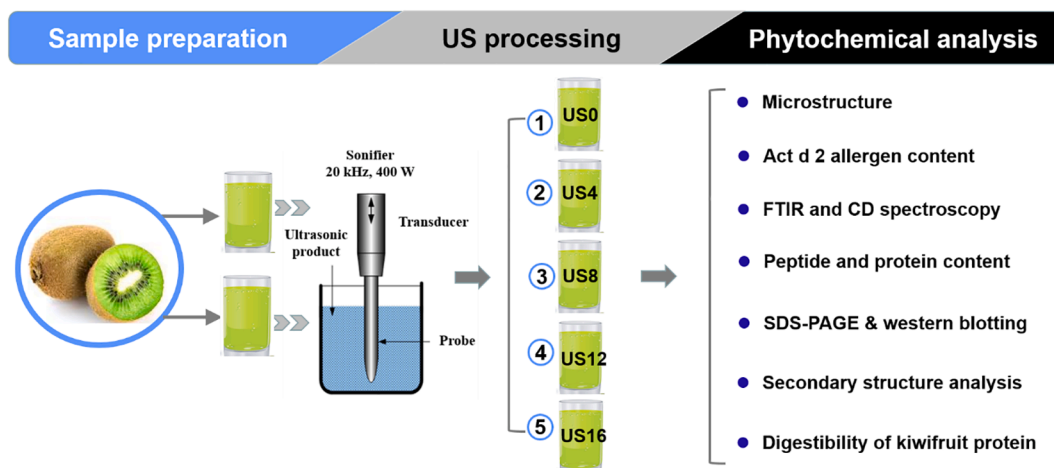 Sample preparation
US processing
Phytochemical analysis
Sonifier
20 kHz, 400 W
Transducer
Ultrasonic
product
Probe
1 US0
2 US4
3 US8
4 US12
5 US16
• Microstructure
• Act d 2 allergen content
• FTIR and CD spectroscopy
• Peptide and protein content
• SDS-PAGE & western blotting
• Secondary structure analysis
• Digestibility of kiwifruit protein